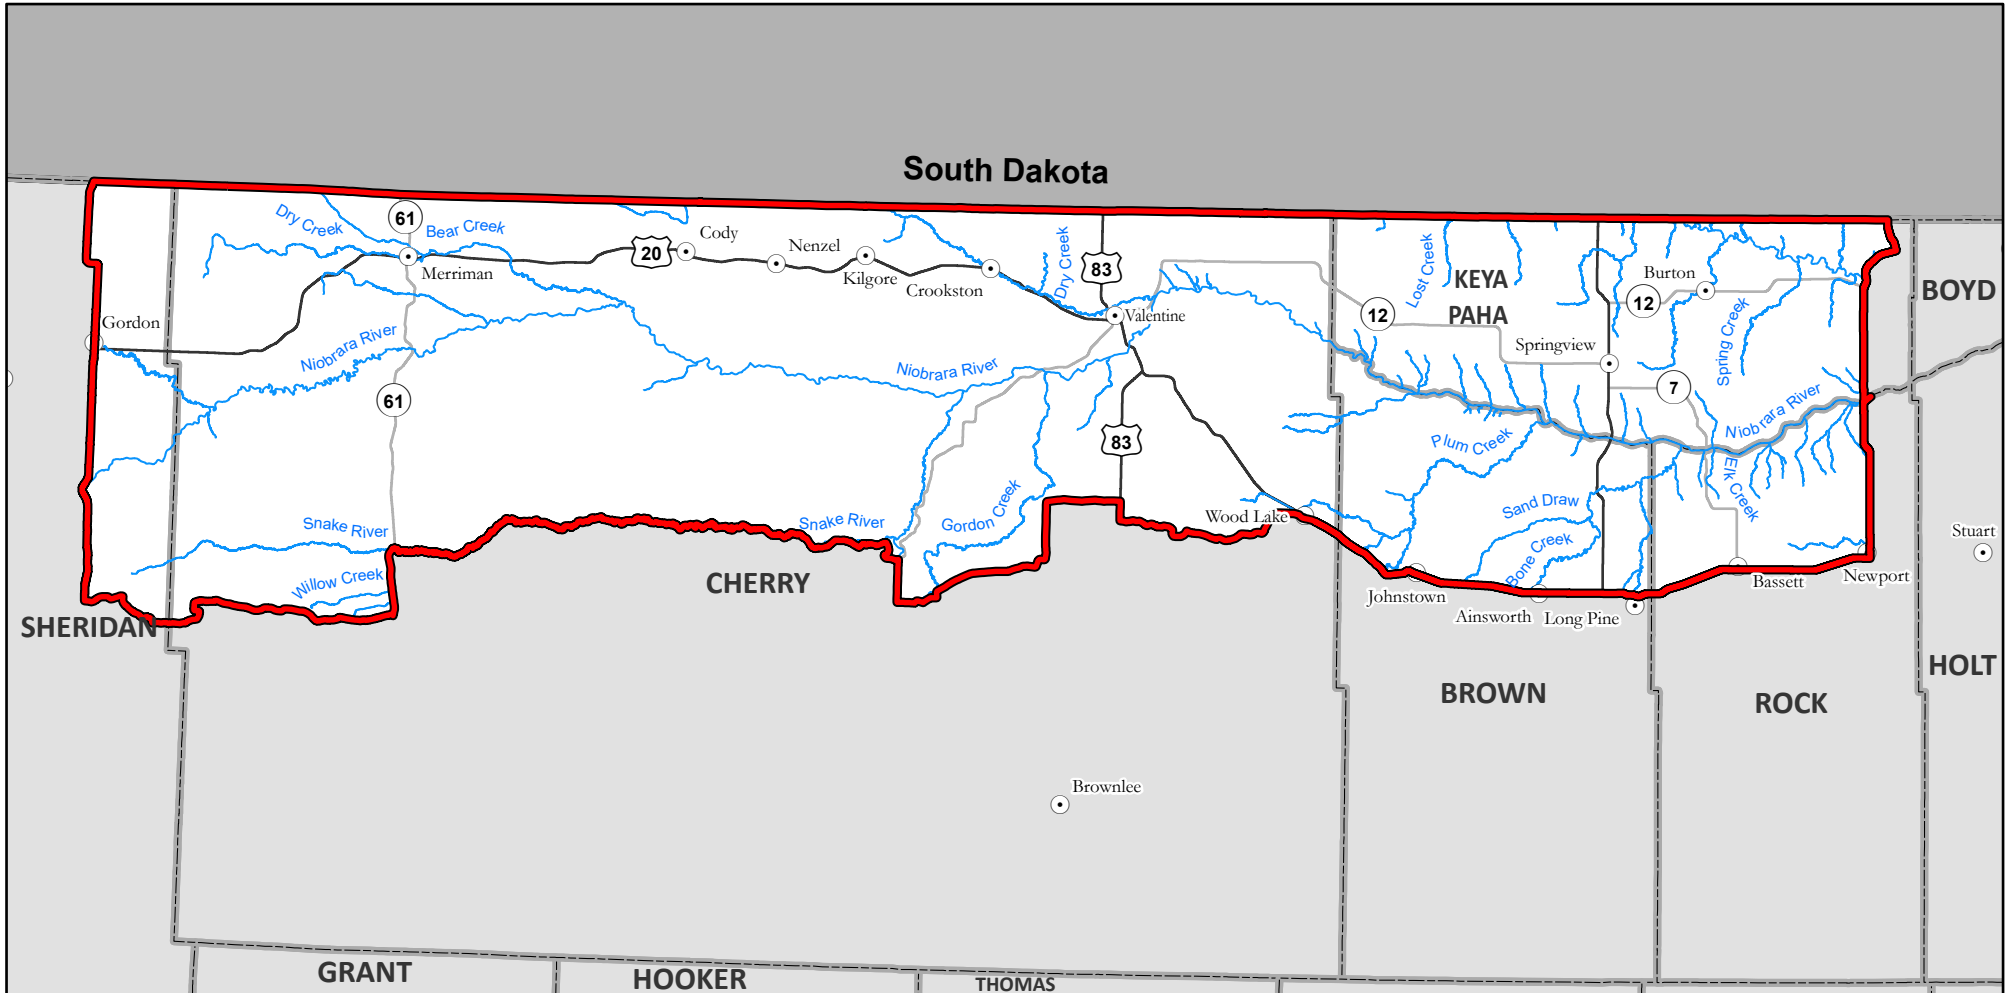 South Dakota
Dry Creek
61
Bear Creek
Merriman
20
Cody
Nenzel
Kilgore
Crookston
Dry Creek
83
Valentine
Lost Creek
KEYA
PAHA
12
12
Burton
Spring Creek
Springview
7
BOYD
Gordon
Niobrara River
61
Niobrara River
83
Niobrara River
Plum Creek
Elk Creek
Sand Draw
Bone Creek
Snake River
Willow Creek
Snake River
Gordon Creek
Wood Lake
Stuart
Johnstown
Ainsworth
Long Pine
Bassett
Newport
SHERIDAN
CHERRY
BROWN
ROCK
HOLT
Brownlee
GRANT
HOOKER
THOMAS